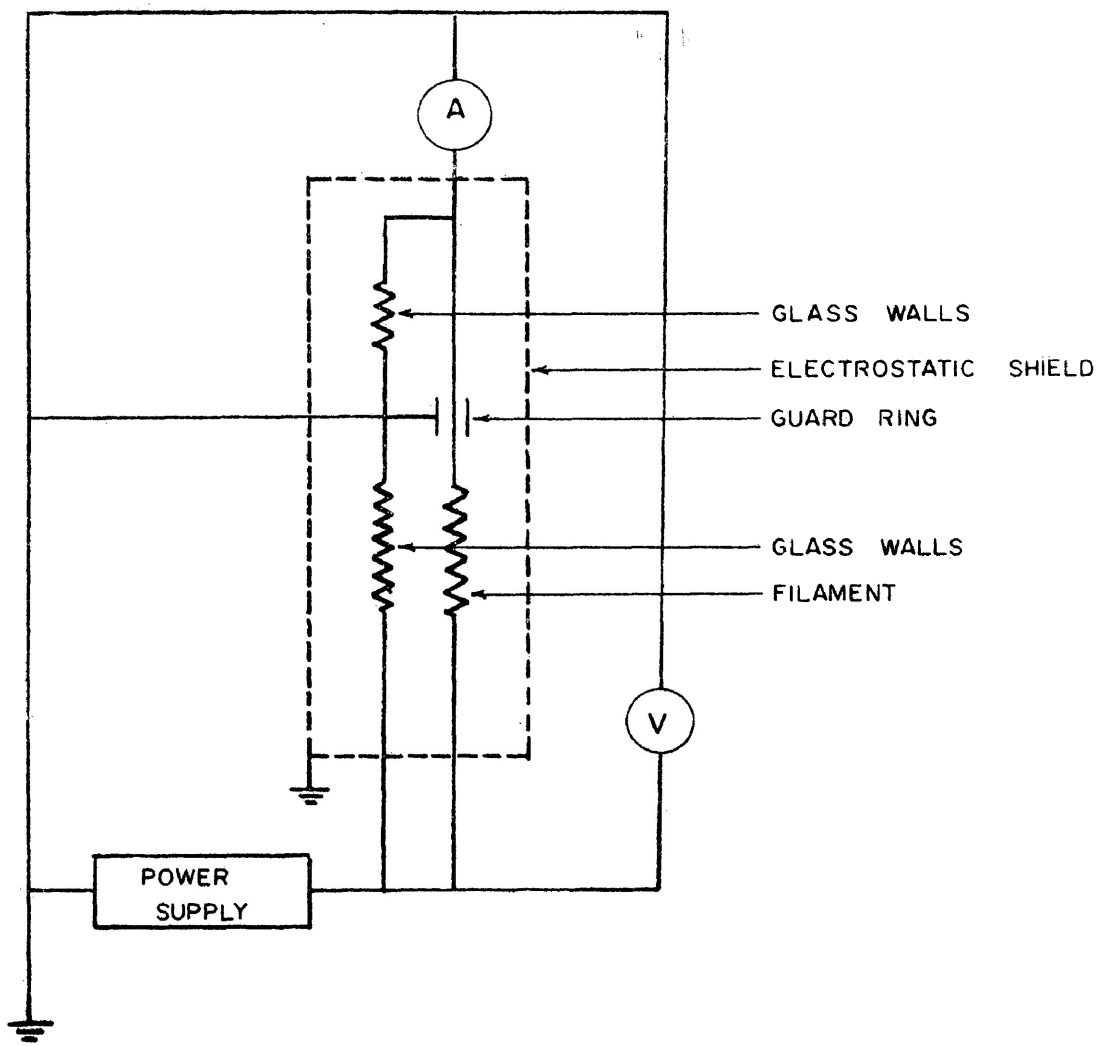 A
GLASS WALLS
ELECTROSTATIC SHIELD
GUARD RING
GLASS WALLS
FILAMENT
V
POWER
SUPPLY